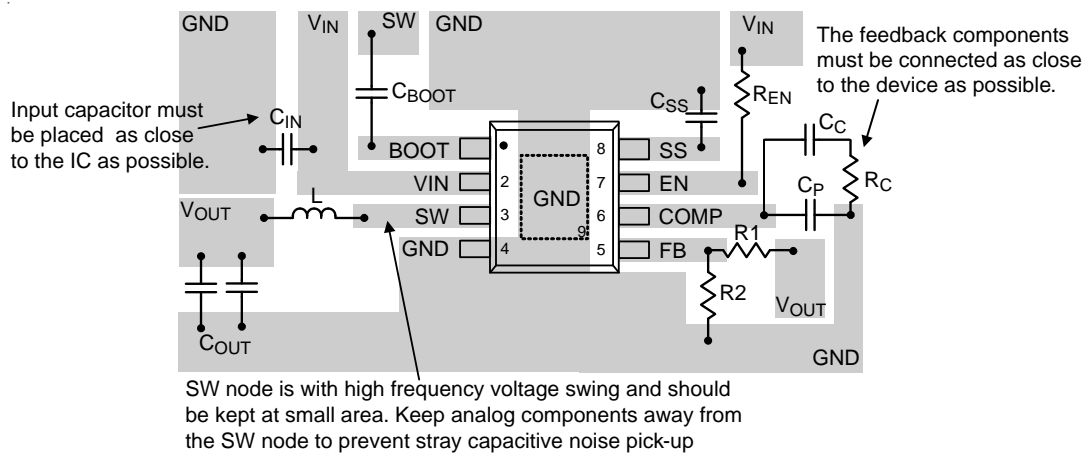 GND
VIN
SW
GND
VIN
The feedback components
must be connected as close
to the device as possible.
Input capacitor must
be placed as close
to the IC as possible.
CIN
CBOOT
CSS
REN
CC
RC
CP
BOOT
VIN
SW
GND
2
3
4
GND
9
8
7
6
5
SS
EN
COMP
FB
VOUT
L
R1
R2
VOUT
COUT
GND
SW node is with high frequency voltage swing and should
be kept at small area. Keep analog components away from
the SW node to prevent stray capacitive noise pick-up